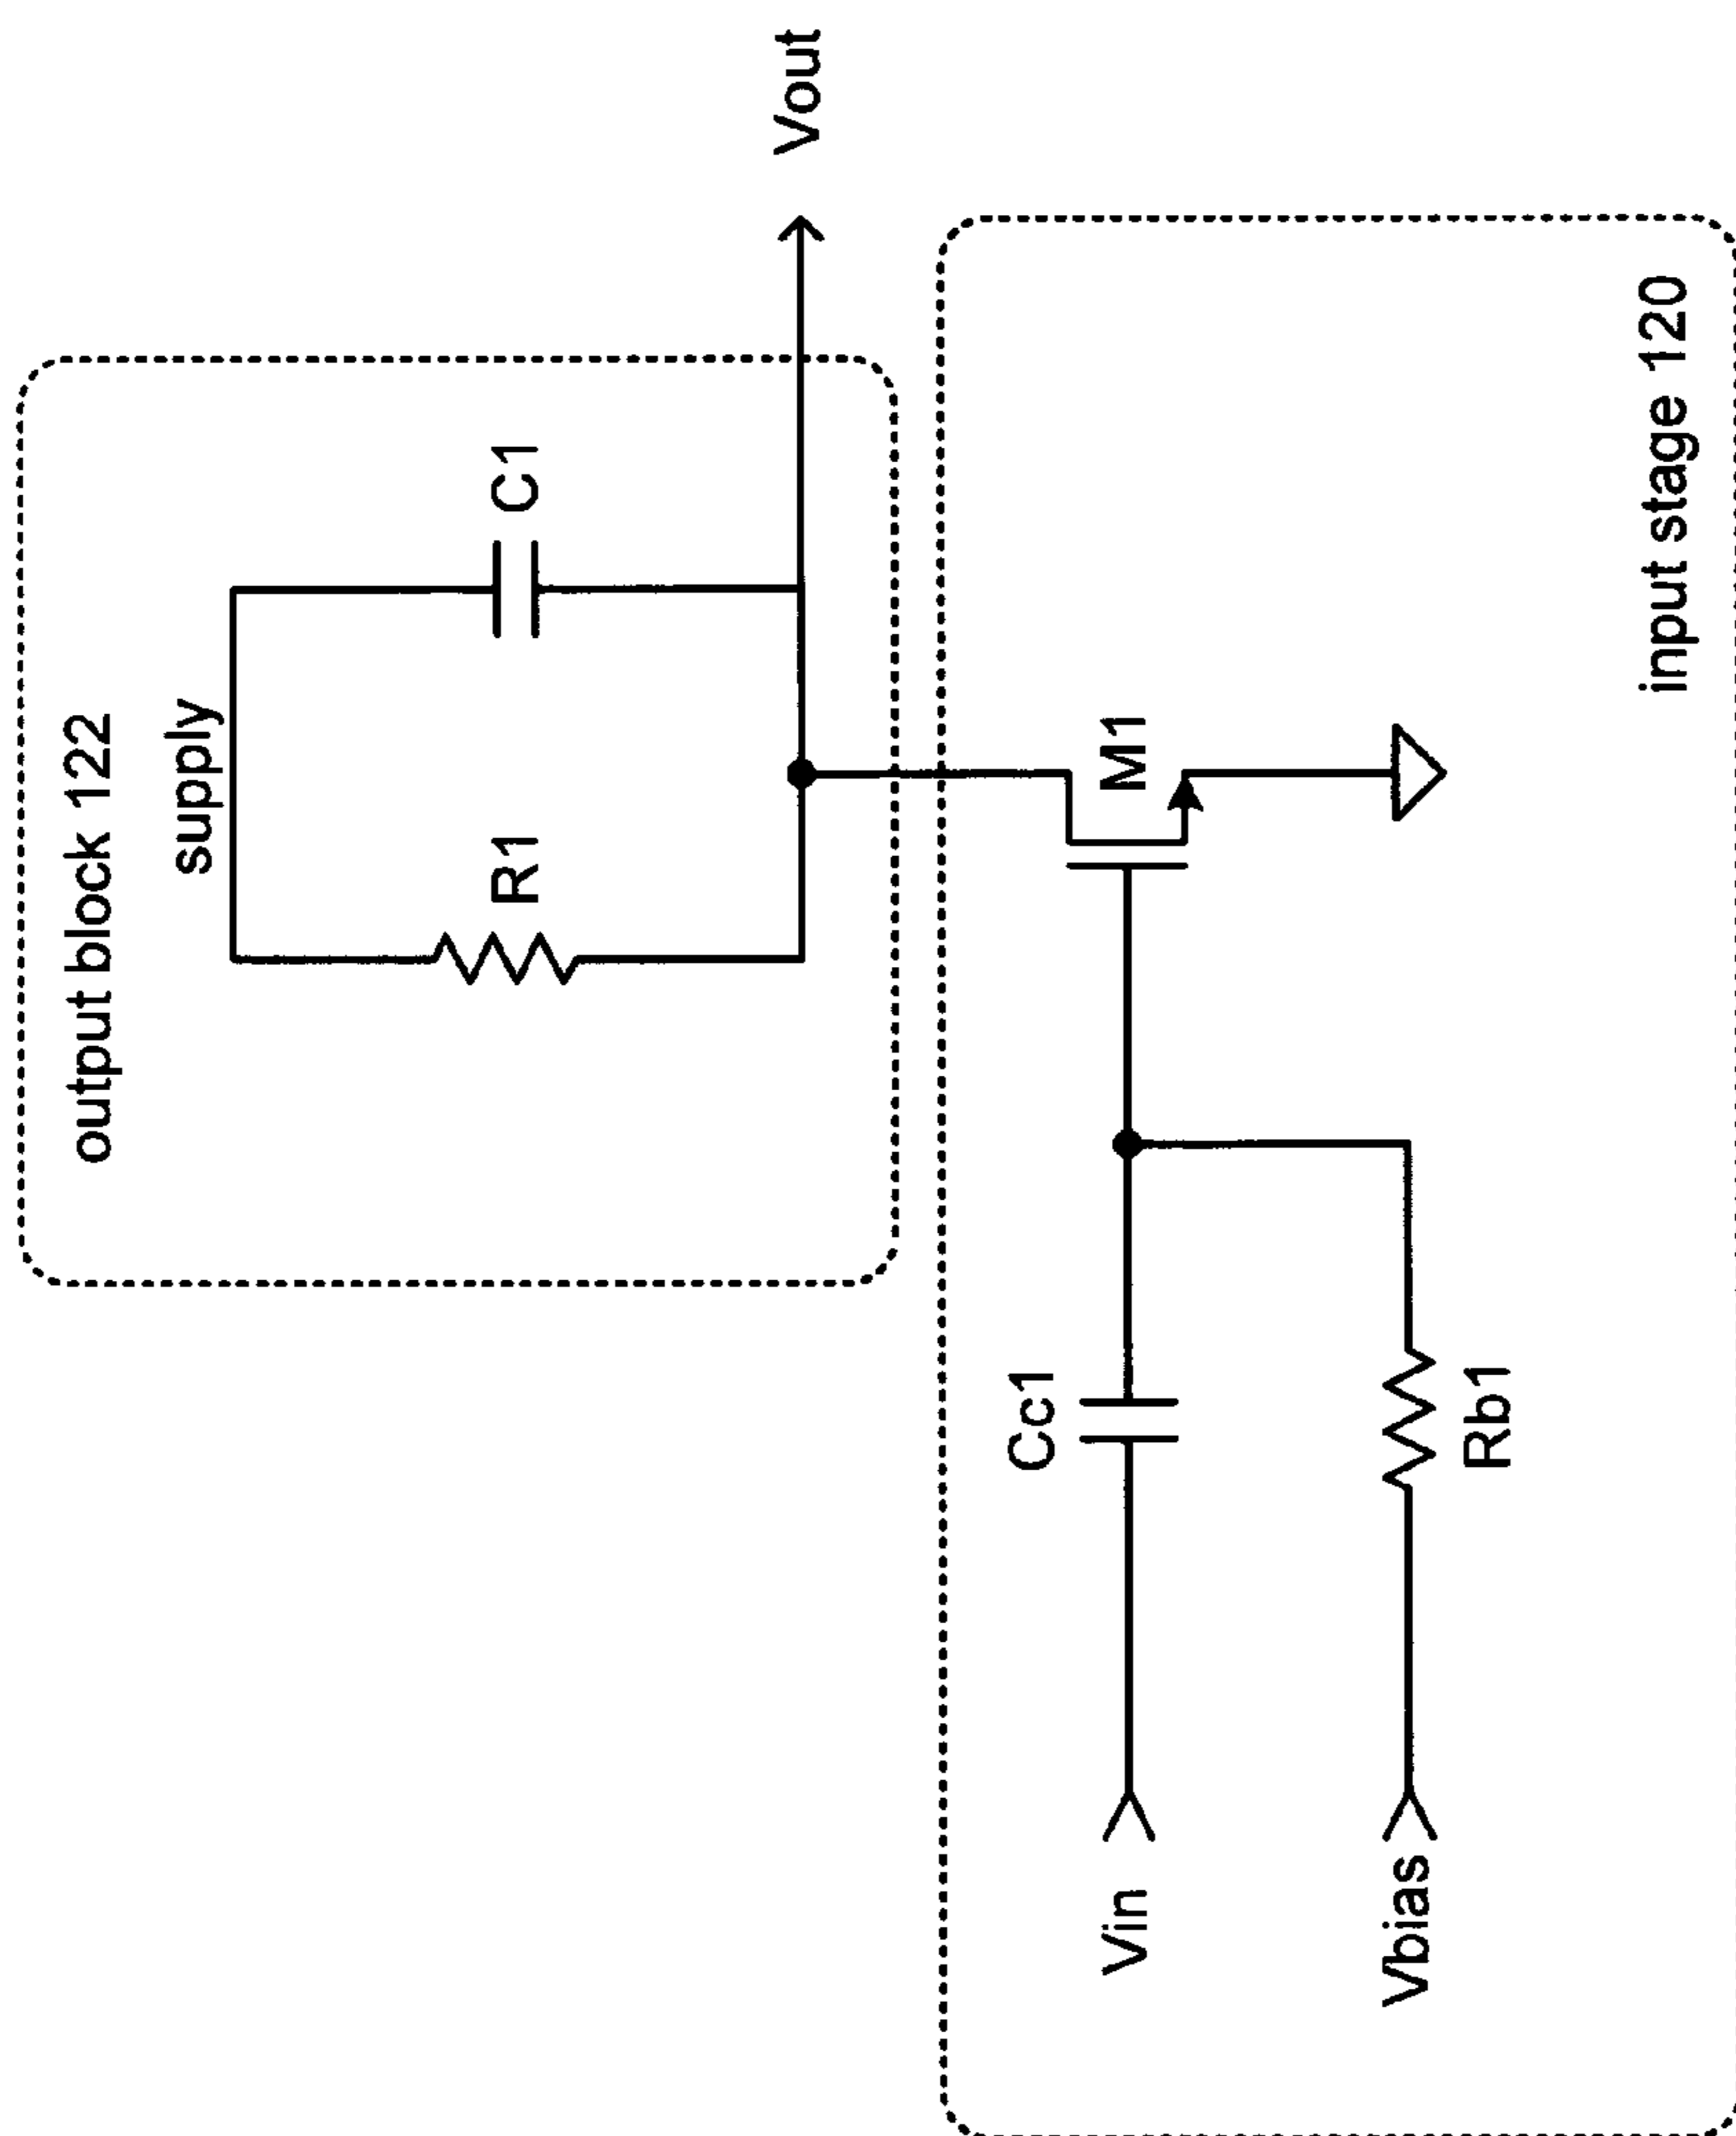 output block 122
supply
R1
C1
Vout
M1
Cc1
Vin
Rb1
Vbias
input stage 120